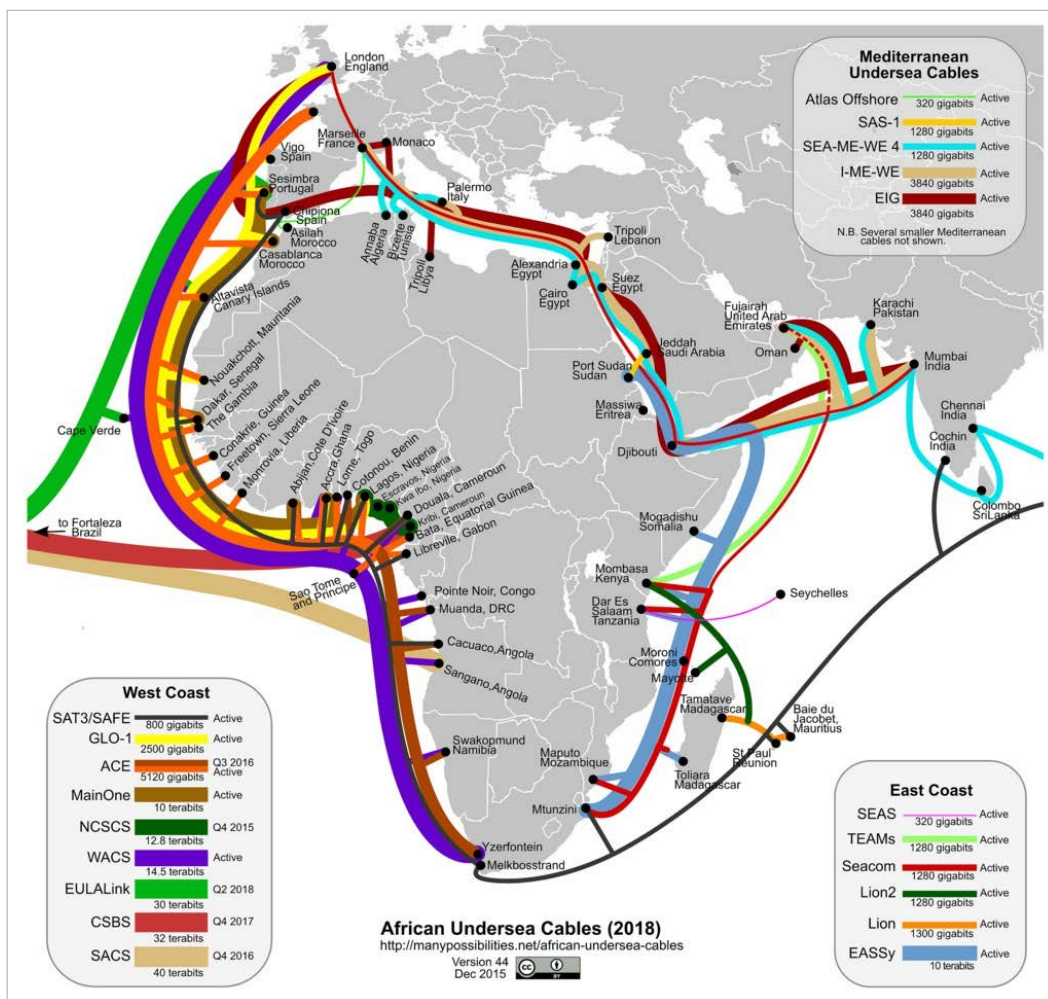 London
England
Marseille
France
Monaco
Vigo
Spain
Sesimbra
Portugal
Chipiona
Spain
Asilah
Morocco
Casablanca
Morocco
Annaba
Algeria
Bizerte
Tunisia
Palermo
Italy
Tripoli
Libya
Tripoli
Lebanon
Alexandria
Egypt
Cairo
Egypt
Suez
Egypt
Altavista
Canary Islands
Nouakchott, Mauritania
Dakar, Senegal
The Gambia
Cape Verde
Conakrie, Guinea
Freetown, Sierra Leone
Monrovia, Liberia
Abijan,Cote D'Ivoire
Accra,Ghana
Lome, Togo
Cotonou, Benin
Lagos, Nigeria
Escravos, Nigeria
Kwa Ibo, Nigeria
Douala, Cameroun
Kribi, Cameroun
Bata, Equatorial Guinea
Libreville, Gabon
to Fortaleza
Brazil
Sao Tome
and Principe
Pointe Noir, Congo
Muanda, DRC
Cacuaco,Angola
Sangano,Angola
Swakopmund
Namibia
Yzerfontein
Melkbosstrand
Jeddah
Saudi Arabia
Port Sudan
Sudan
Massiwa
Eritrea
Djibouti
Fujairah
United Arab
Emirates
Oman
Karachi
Pakistan
Mumbai
India
Chennai
India
Cochin
India
Colombo
SriLanka
Mogadishu
Somalia
Mombasa
Kenya
Dar Es
Salaam
Tanzania
Seychelles
Moroni
Comores
Mayotte
Tamatave
Madagascar
Baie du
Jacobet,
Mauritius
St Paul
Reunion
Toliara
Madagascar
Maputo
Mozambique
Mtunzini
Mediterranean
Undersea Cables
Atlas Offshore 320 gigabits Active
SAS-1 1280 gigabits Active
SEA-ME-WE 4 1280 gigabits Active
I-ME-WE 3840 gigabits Active
EIG 3840 gigabits Active
N.B. Several smaller Mediterranean
cables not shown.
West Coast
SAT3/SAFE 800 gigabits Active
GLO-1 2500 gigabits Active
ACE 5120 gigabits Q3 2016 Active
MainOne 10 terabits Active
NCSCS 12.8 terabits Q4 2015
WACS 14.5 terabits Active
EULALink 30 terabits Q2 2018
CSBS 32 terabits Q4 2017
SACS 40 terabits Q4 2016
East Coast
SEAS 320 gigabits Active
TEAMs 1280 gigabits Active
Seacom 1280 gigabits Active
Lion2 1280 gigabits Active
Lion 1300 gigabits Active
EASSy 10 terabits Active
African Undersea Cables (2018)
http://manypossibilities.net/african-undersea-cables
Version 44
Dec 2015
cc BY